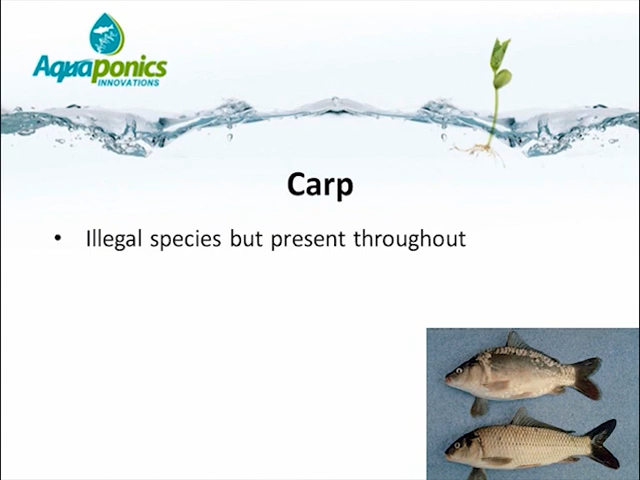 Aquaponics
INNOVATIONS
Carp
• Illegal species but present throughout